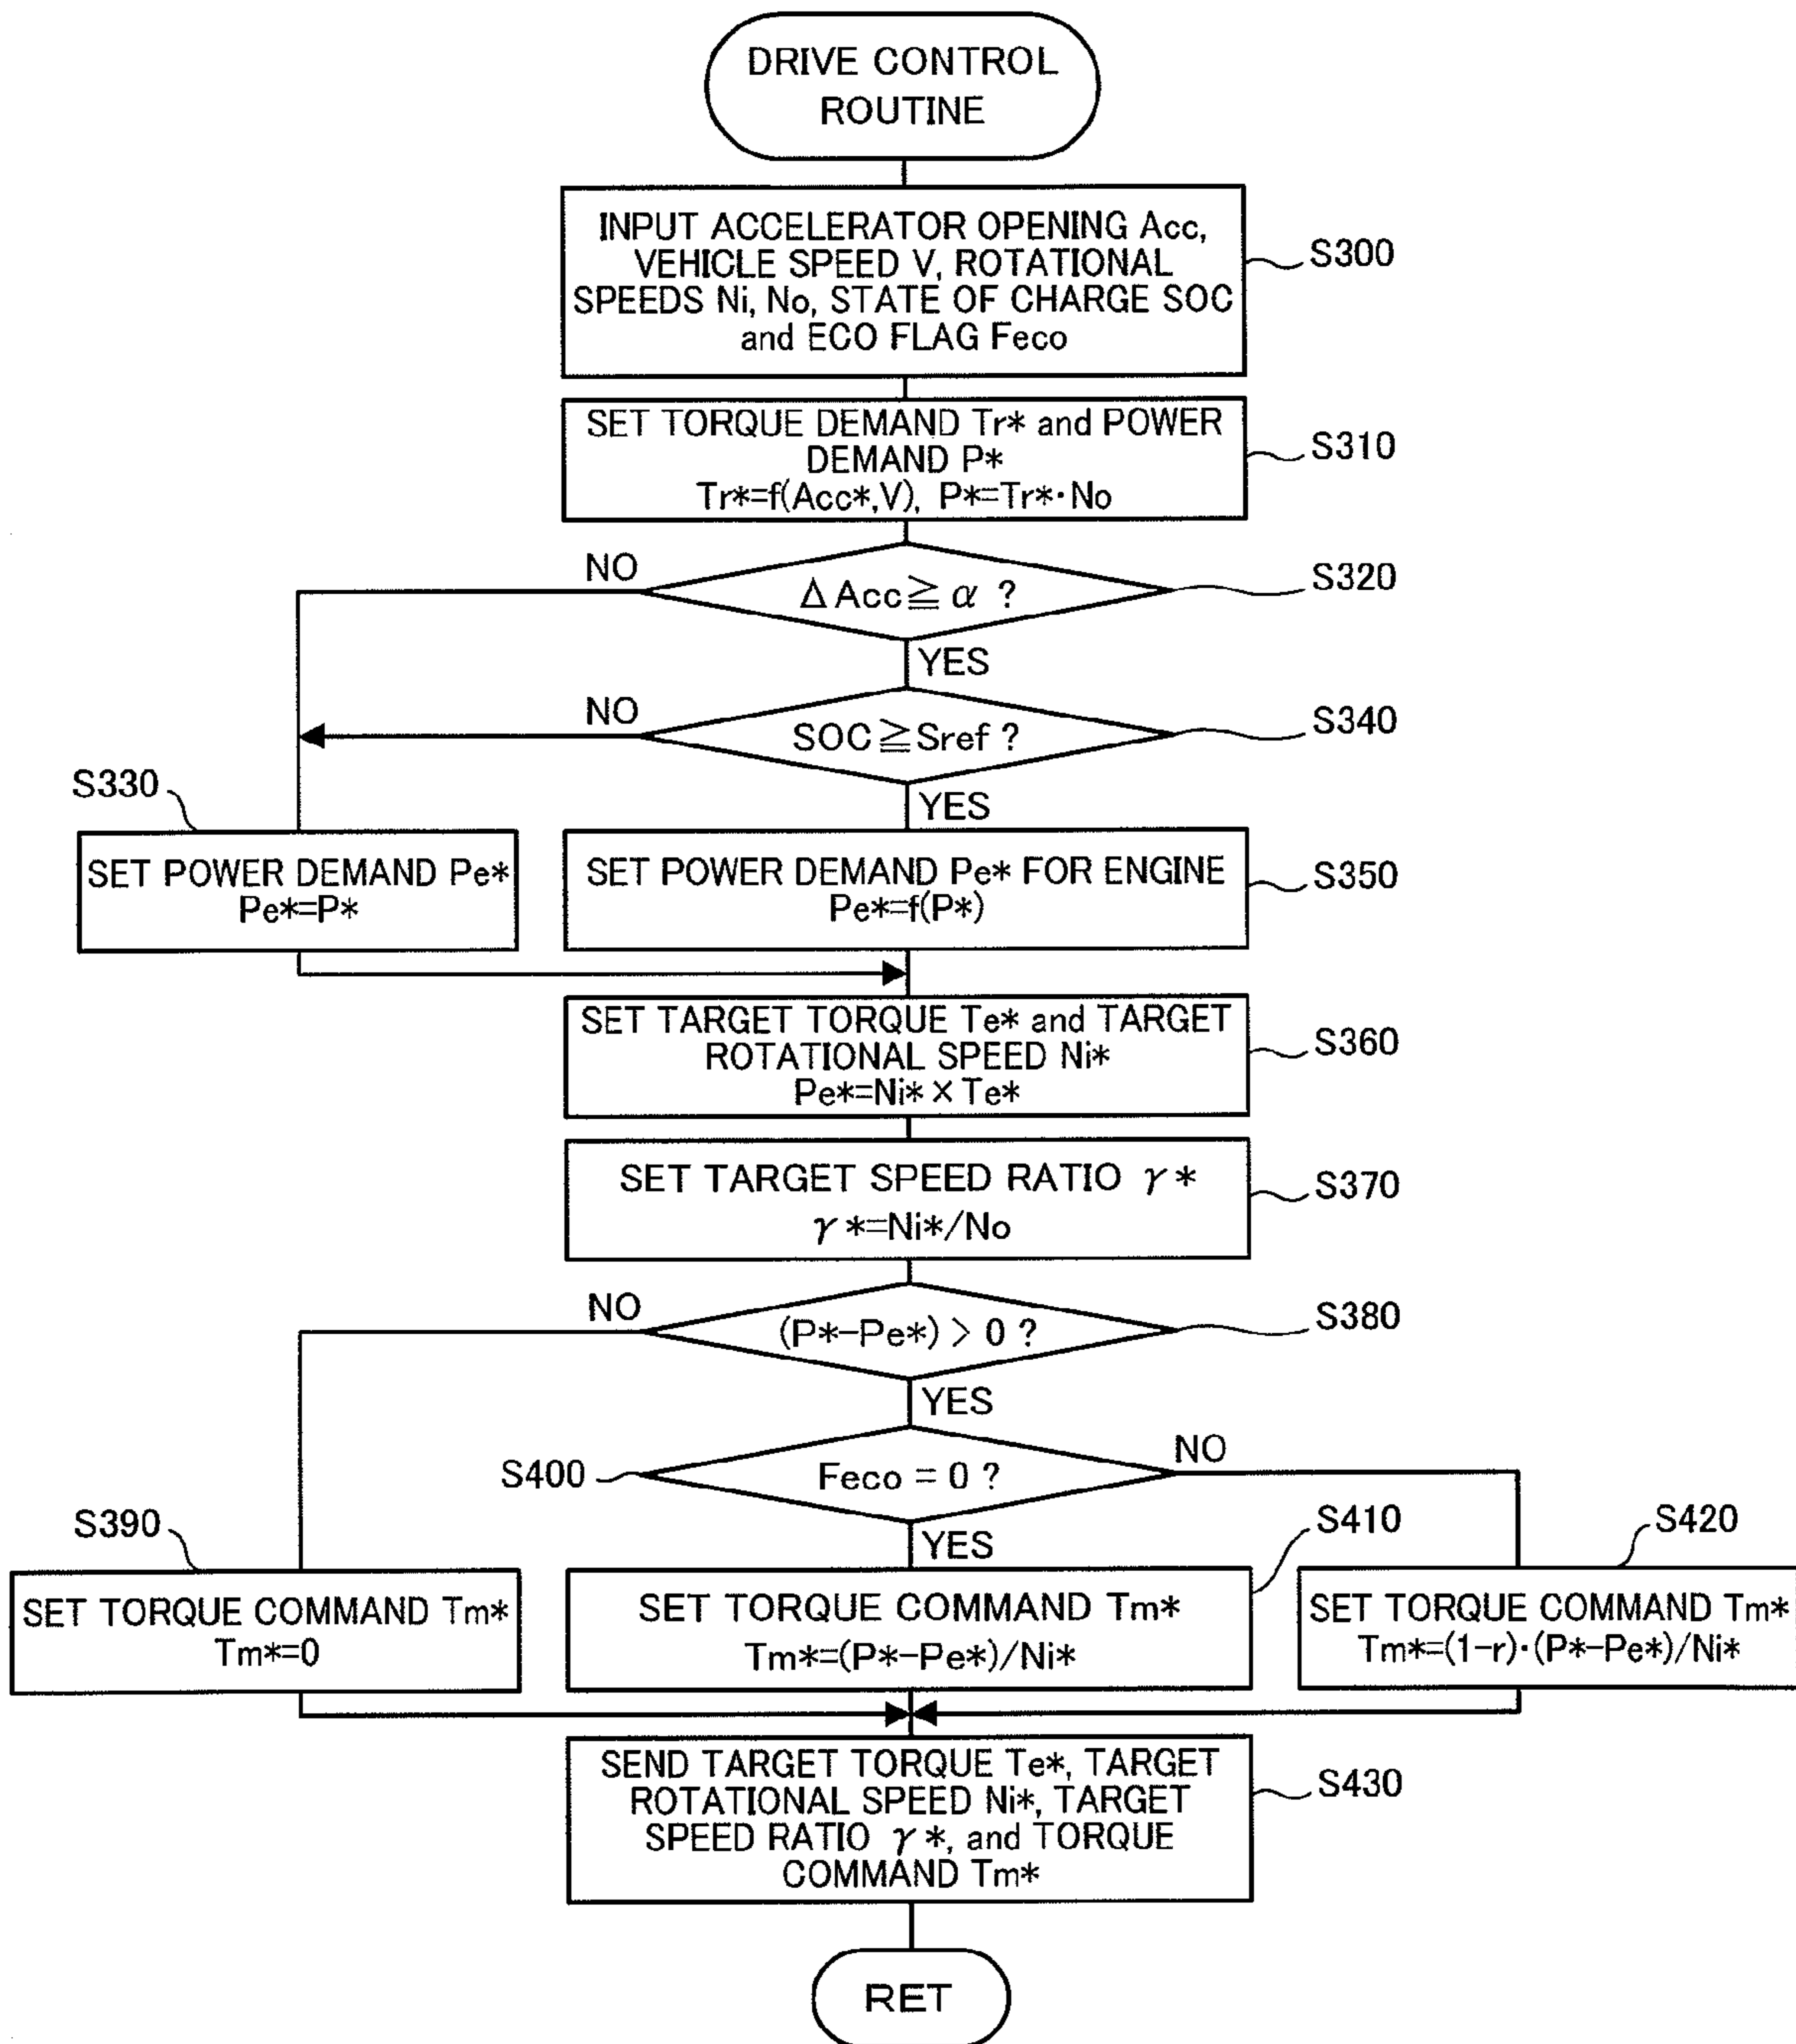 DRIVE CONTROL
ROUTINE
INPUT ACCELERATOR OPENING Acc,
VEHICLE SPEED V, ROTATIONAL
SPEEDS Ni, No, STATE OF CHARGE SOC
and ECO FLAG Feco
S300
SET TORQUE DEMAND Tr* and POWER
DEMAND P*
Tr*=f(Acc*,V), P*=Tr*·No
S310
NO
ΔAcc≧α ?
S320
YES
NO
SOC≧Sref ?
S340
YES
S330
SET POWER DEMAND Pe*
Pe*=P*
SET POWER DEMAND Pe* FOR ENGINE
Pe*=f(P*)
S350
SET TARGET TORQUE Te* and TARGET
ROTATIONAL SPEED Ni*
Pe*=Ni*×Te*
S360
SET TARGET SPEED RATIO γ*
γ*=Ni*/No
S370
NO
(P*-Pe*) > 0 ?
S380
YES
S400
Feco = 0 ?
NO
YES
S390
SET TORQUE COMMAND Tm*
Tm*=0
S410
SET TORQUE COMMAND Tm*
Tm*=(P*-Pe*)/Ni*
S420
SET TORQUE COMMAND Tm*
Tm*=(1-r)·(P*-Pe*)/Ni*
SEND TARGET TORQUE Te*, TARGET
ROTATIONAL SPEED Ni*, TARGET
SPEED RATIO γ*, and TORQUE
COMMAND Tm*
S430
RET